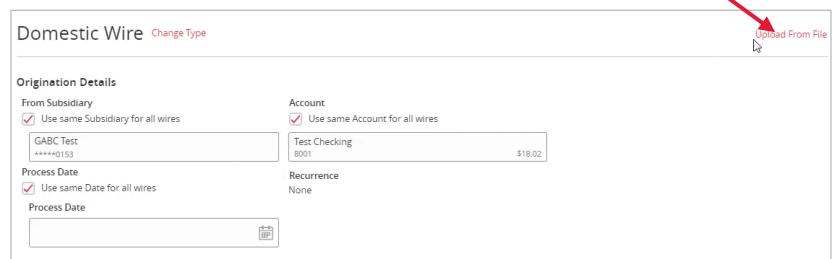 Domestic Wire Change Type Upload From File
Origination Details
From Subsidiary Account
Use same Subsidiary for all wires Use same Account for all wires
GABC Test Test Checking
*****0153 8001 $18.02
Process Date Recurrence
Use same Date for all wires None
Process Date